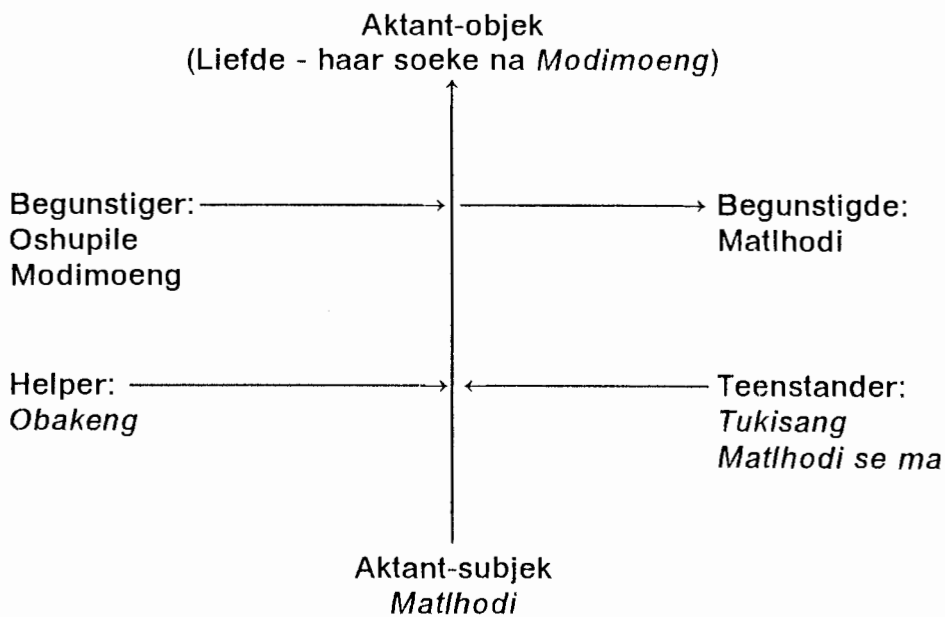 Aktant-objek
(Liefde - haar soeke na Modimoeng)
Begunstiger:
Oshupile
Modimoeng
Begunstigde:
Matlhodi
Helper:
Obakeng
Teenstander:
Tukisang
Matlhodi se ma
Aktant-subjek
Matlhodi